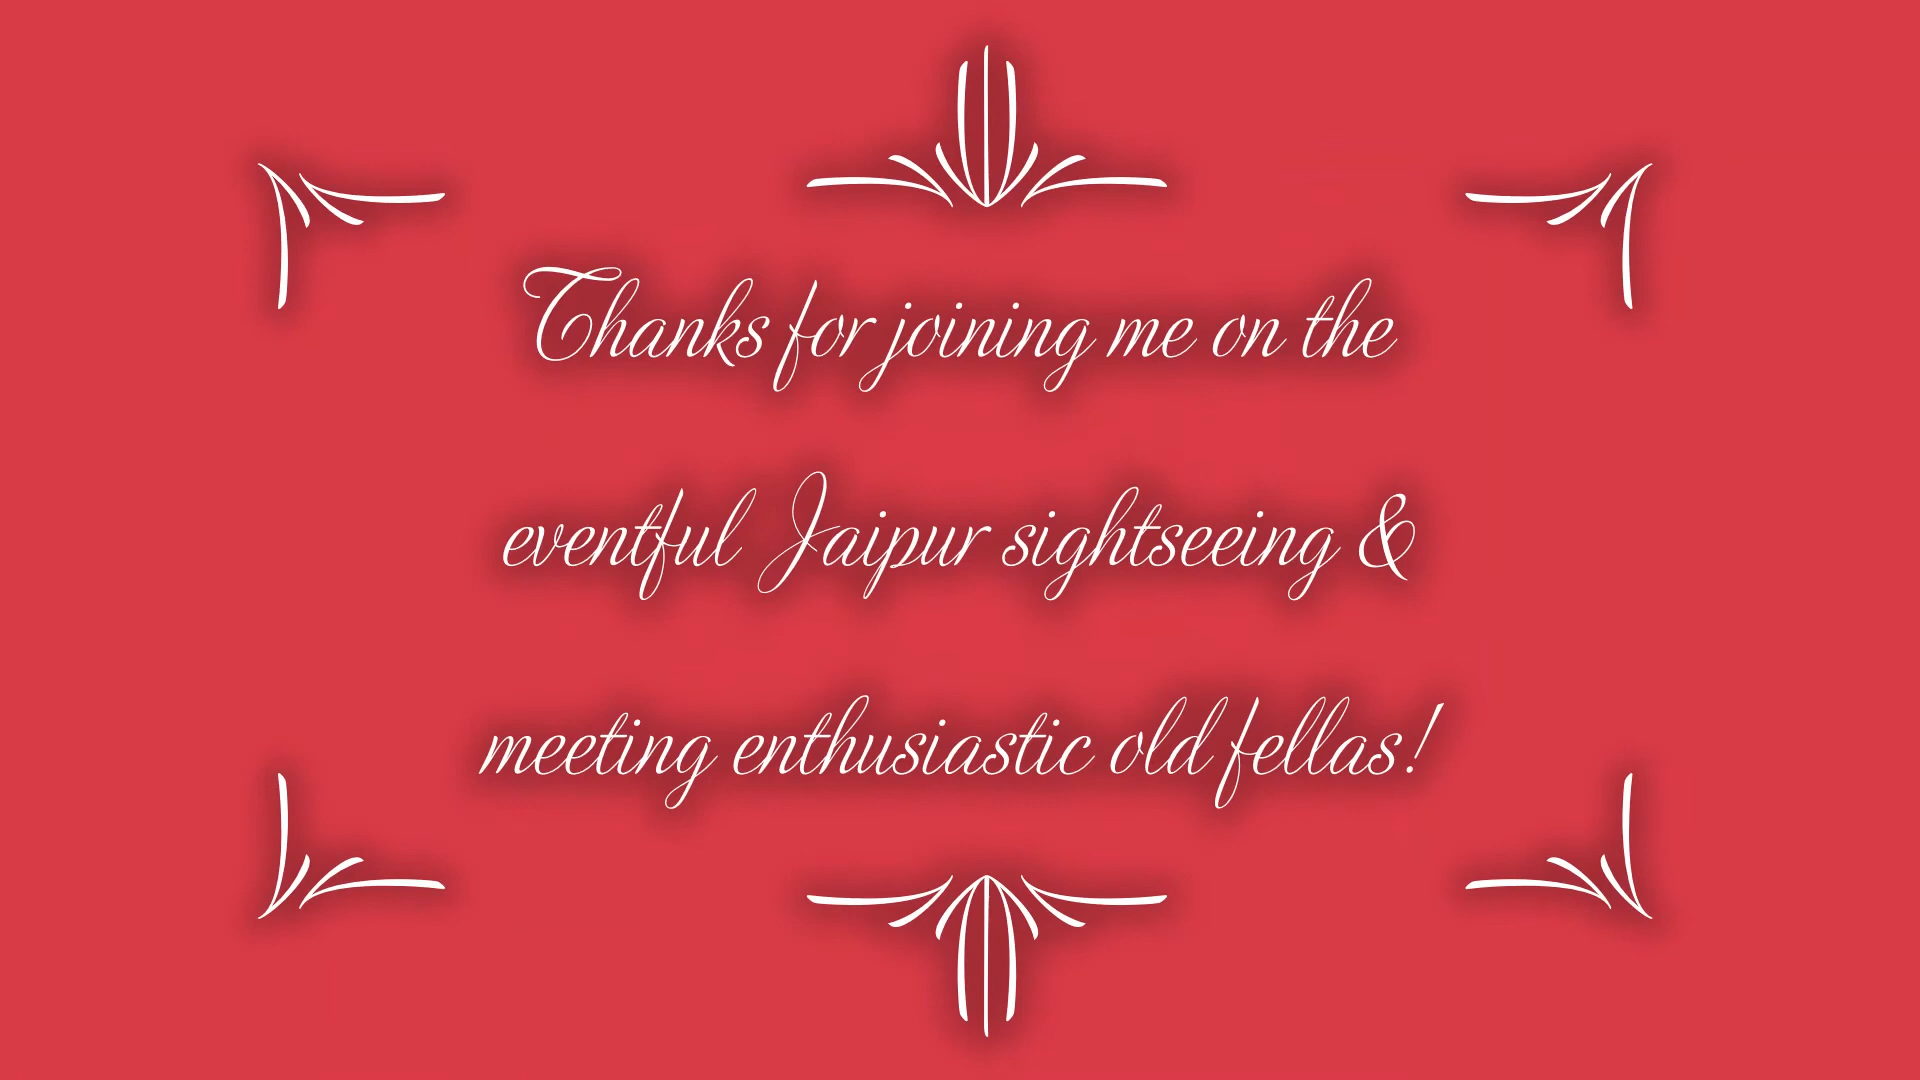 Thanks for joining me on the
eventful Jaipur sightseeing &
meeting enthusiastic old fellas!